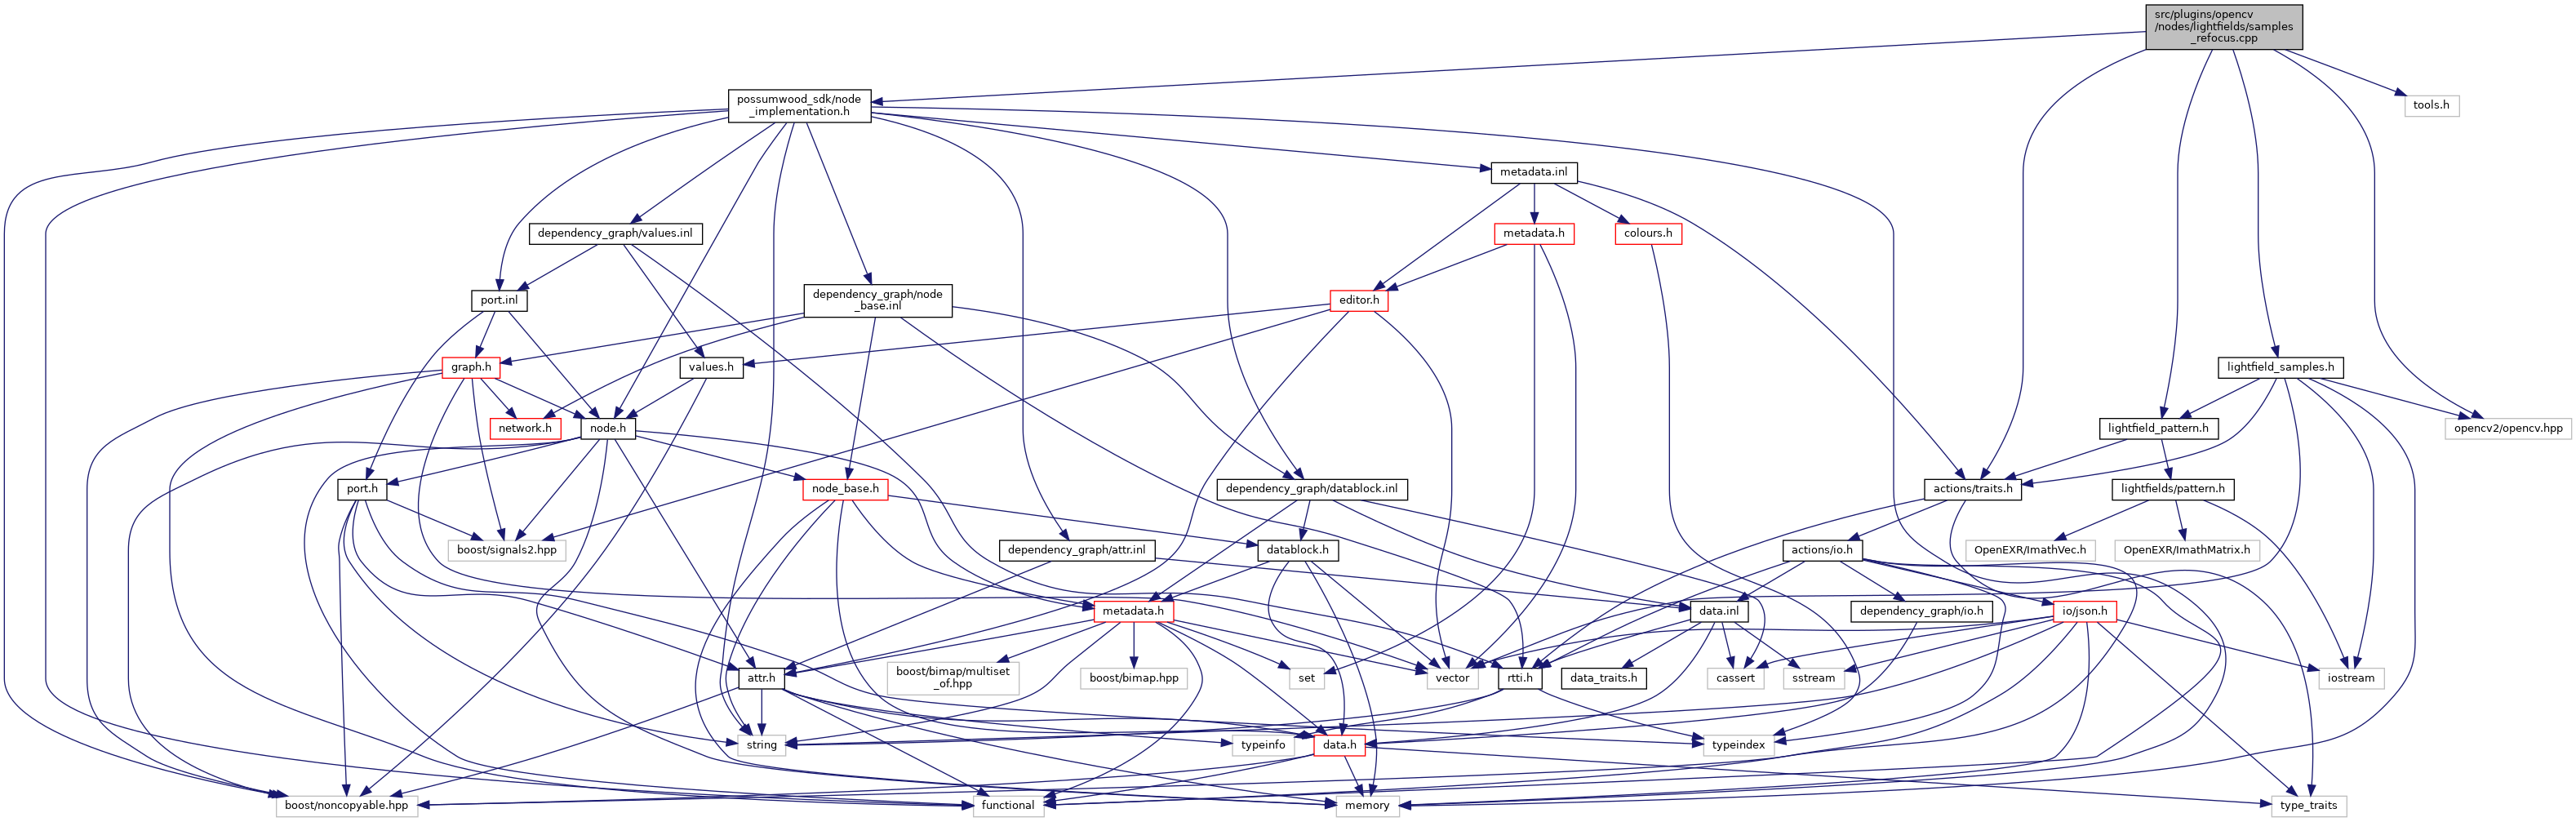 src/plugins/opencv
/nodes/lightfields/samples
_refocus.cpp
possumwood_sdk/node
_implementation.h
tools.h
metadata.inl
dependency_graph/values.inl
metadata.h
colours.h
port.inl
dependency_graph/node
_base.inl
editor.h
graph.h
values.h
lightfield_samples.h
network.h
node.h
lightfield_pattern.h
opencv2/opencv.hpp
port.h
node_base.h
dependency_graph/datablock.inl
actions/traits.h
lightfields/pattern.h
boost/signals2.hpp
dependency_graph/attr.inl
datablock.h
actions/io.h
OpenEXR/ImathVec.h
OpenEXR/ImathMatrix.h
metadata.h
data.inl
dependency_graph/io.h
io/json.h
attr.h
boost/bimap/multiset
_of.hpp
boost/bimap.hpp
set
vector
rtti.h
data_traits.h
cassert
sstream
iostream
string
typeinfo
data.h
typeindex
boost/noncopyable.hpp
functional
memory
type_traits